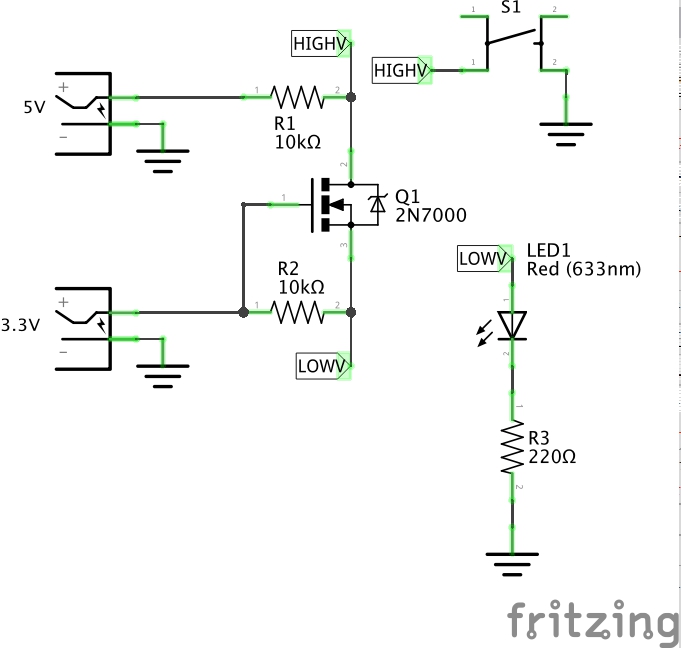 S1
1
2
HIGHV
HIGHV
1
2
5V
+
−
1
2
R1
10kΩ
2
1
Q1
2N7000
3
LOWV
LED1
Red (633nm)
R2
10kΩ
3.3V
+
−
1
2
1
2
LOWV
1
R3
220Ω
2
fritzing